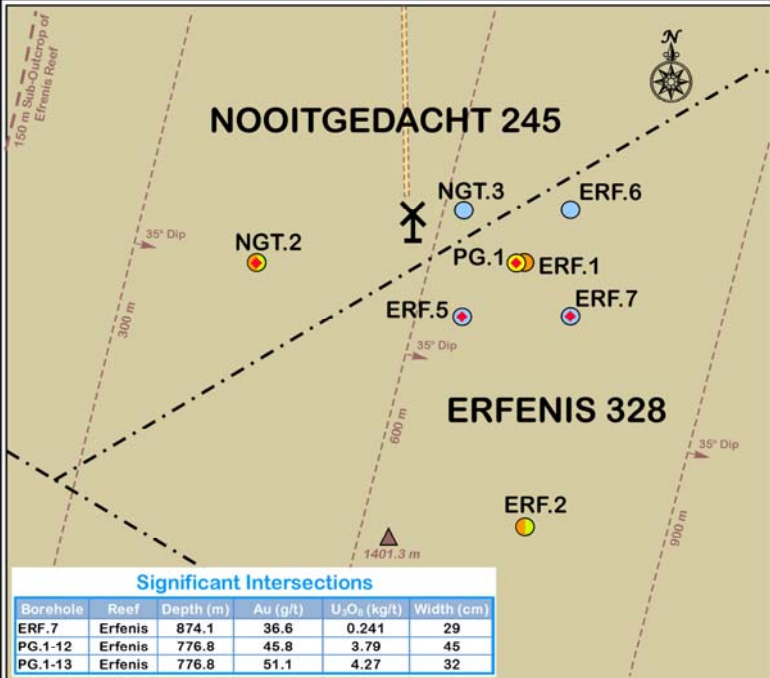 150 m Sub-Outcrop of
Efrenis Reef
N
NOOITGEDACHT 245
NGT.3
ERF.6
35° Dip
NGT.2
PG.1
ERF.1
300 m
ERF.5
ERF.7
35° Dip
ERFENIS 328
600 m
35° Dip
ERF.2
900 m
1401.3 m
Significant Intersections
Borehole Reef Depth (m) Au (g/t) U₃O₈ (kg/t) Width (cm)
ERF.7 Erfenis 874.1 36.6 0.241 29
PG.1-12 Erfenis 776.8 45.8 3.79 45
PG.1-13 Erfenis 776.8 51.1 4.27 32